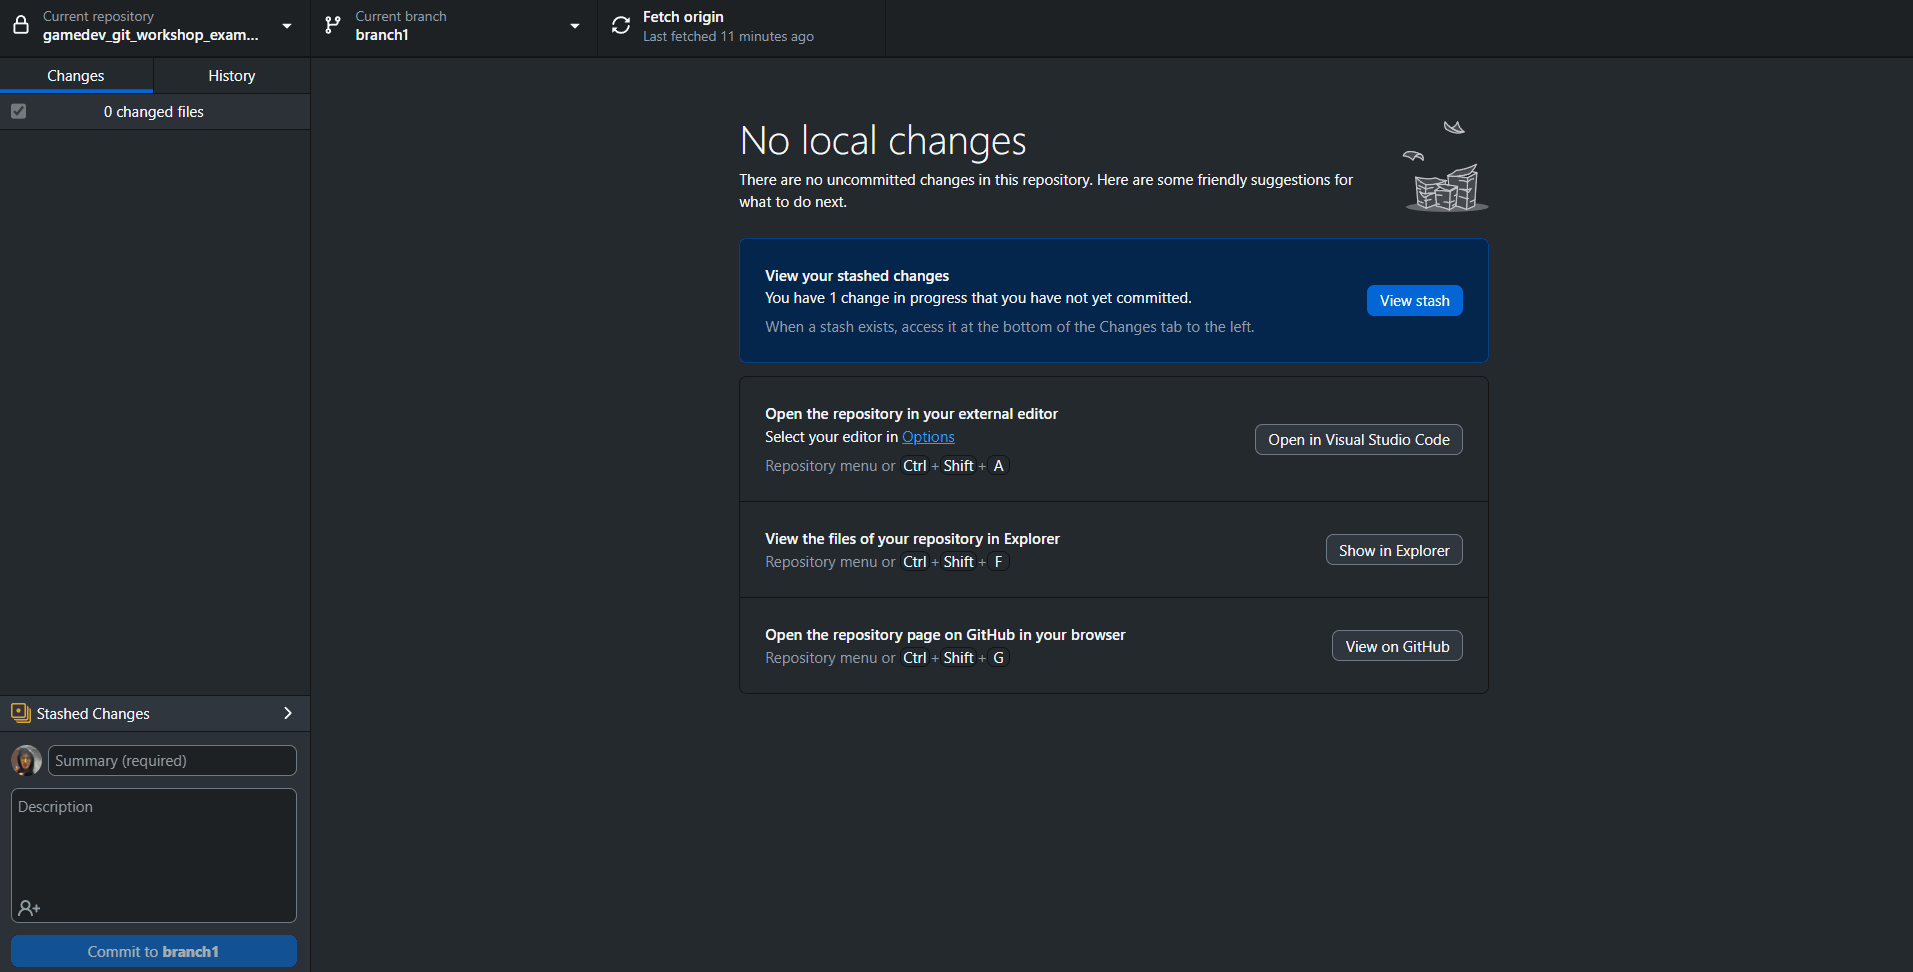 Current repository
gamedev_git_workshop_exam...
Current branch
branch1
Fetch origin
Last fetched 11 minutes ago
Changes
History
0 changed files
No local changes
There are no uncommitted changes in this repository. Here are some friendly suggestions for
what to do next.
View your stashed changes
You have 1 change in progress that you have not yet committed.
When a stash exists, access it at the bottom of the Changes tab to the left.
View stash
Open the repository in your external editor
Select your editor in Options
Repository menu or Ctrl + Shift + A
Open in Visual Studio Code
View the files of your repository in Explorer
Repository menu or Ctrl + Shift + F
Show in Explorer
Open the repository page on GitHub in your browser
Repository menu or Ctrl + Shift + G
View on GitHub
Stashed Changes
Summary (required)
Description
Commit to branch1